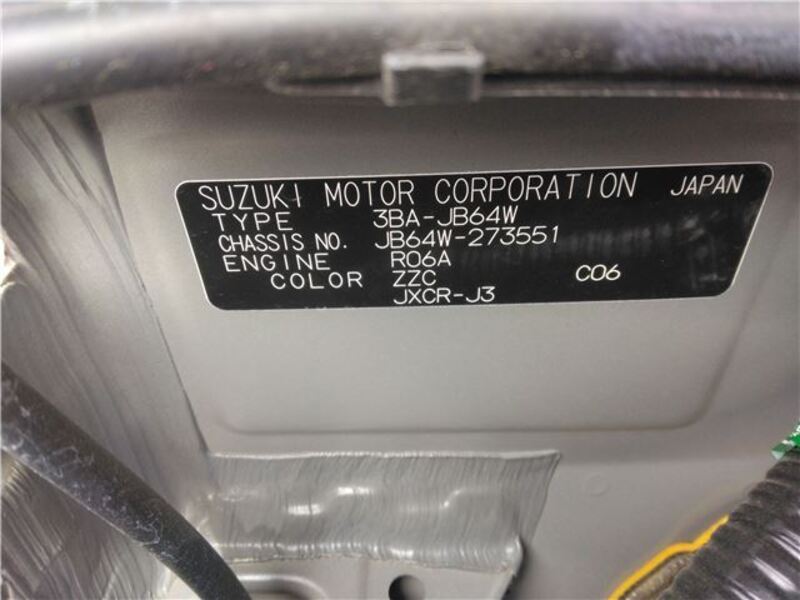 SUZUKI MOTOR CORPORATION JAPAN
TYPE 3BA-JB64W
CHASSIS NO. JB64W-273551
ENGINE R06A
COLOR ZZC C06
JXCR-J3